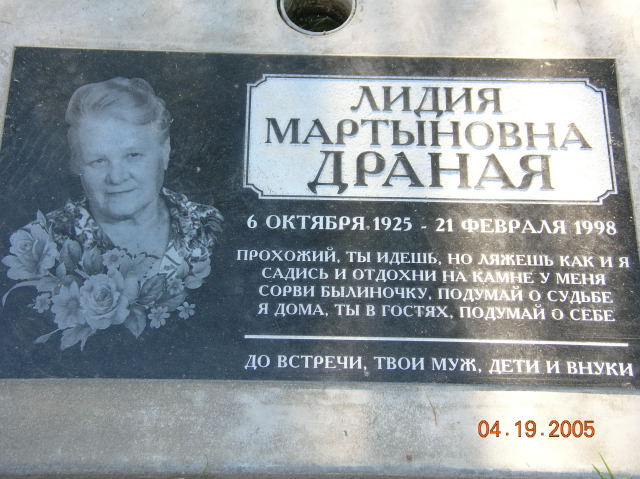 ЛИДИЯ
МАРТЫНОВНА
ДРАНАЯ
6 ОКТЯБРЯ 1925 - 21 ФЕВРАЛЯ 1998
ПРОХОЖИЙ, ТЫ ИДЕШЬ, НО ЛЯЖЕШЬ КАК И Я
САДИСЬ И ОТДОХНИ НА КАМНЕ У МЕНЯ
СОРВИ БЫЛИНОЧКУ, ПОДУМАЙ О СУДЬБЕ
Я ДОМА, ТЫ В ГОСТЯХ, ПОДУМАЙ О СЕБЕ
ДО ВСТРЕЧИ, ТВОИ МУЖ, ДЕТИ И ВНУКИ
04.19.2005